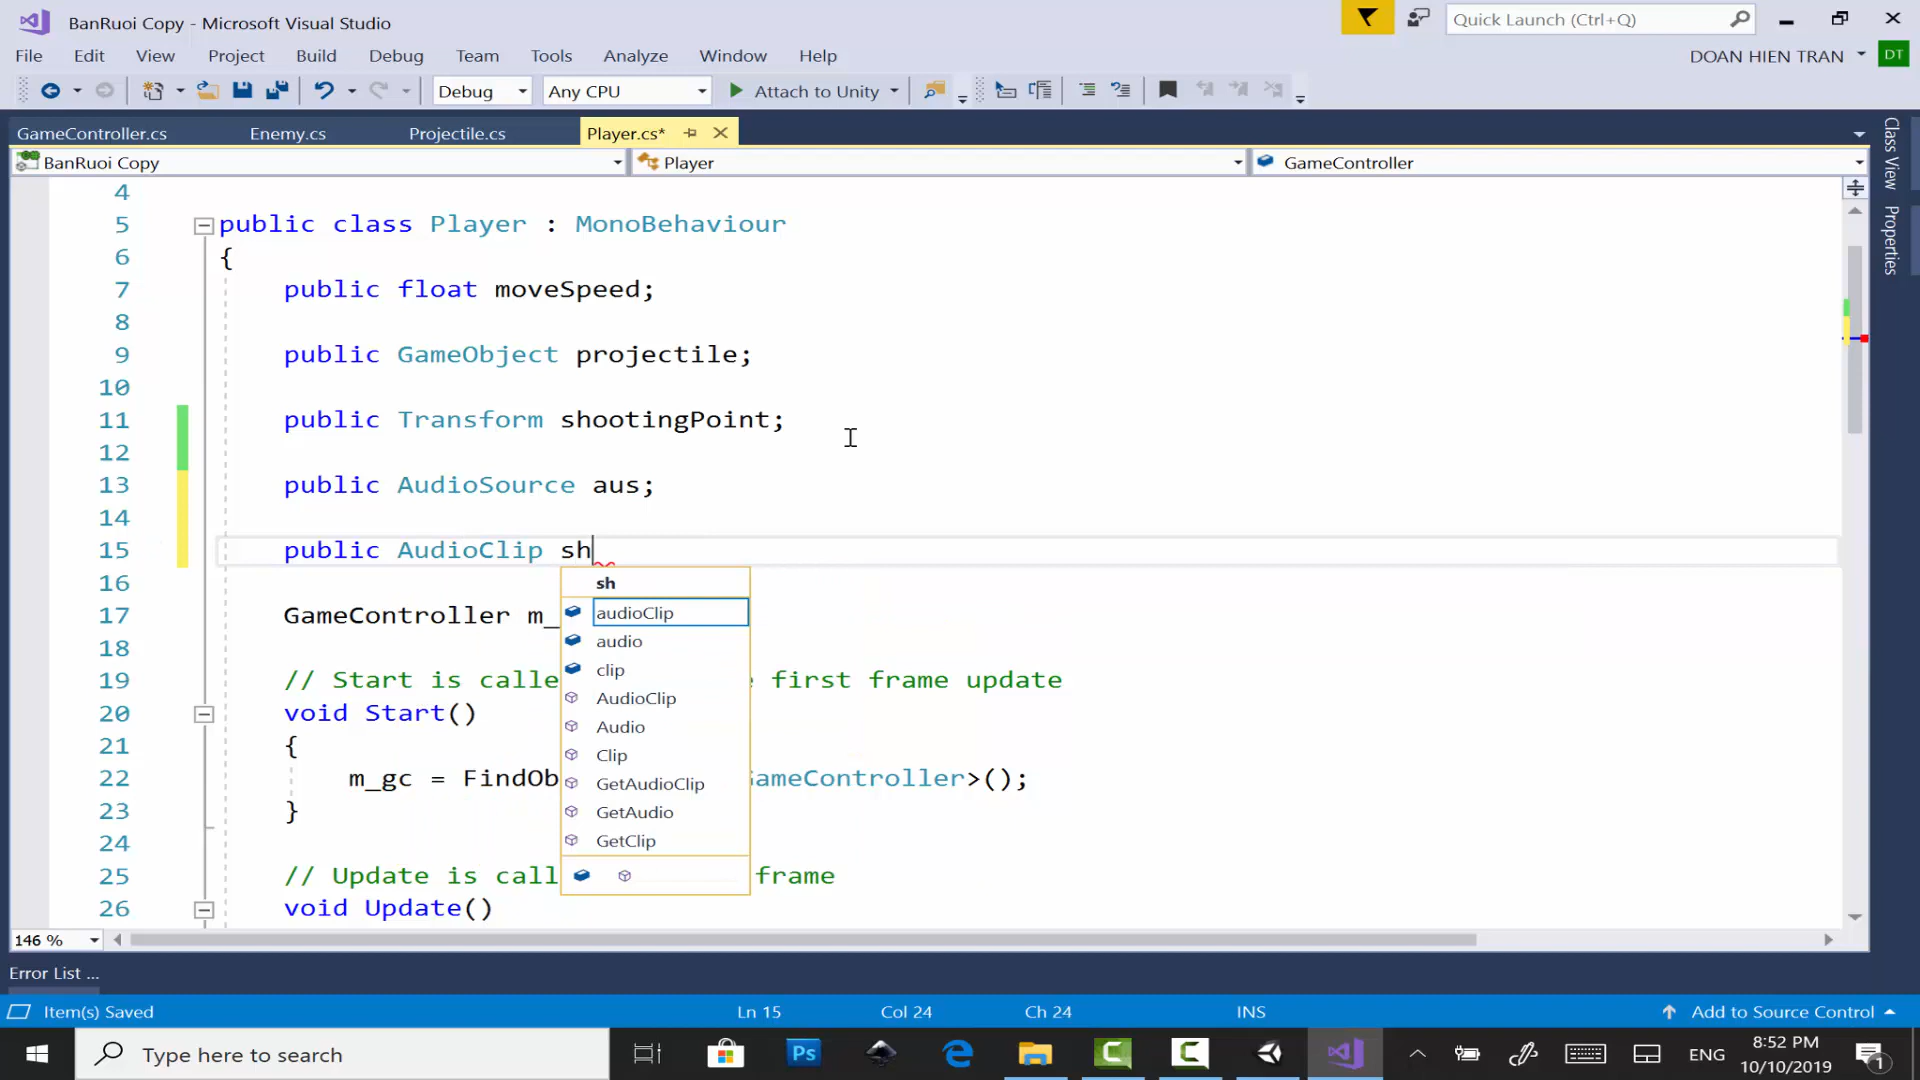 BanRuoi Copy - Microsoft Visual Studio
Quick Launch (Ctrl+Q)
File Edit View Project Build Debug Team Tools Analyze Window Help
DOAN HIEN TRAN DT
Debug Any CPU Attach to Unity
GameController.cs Enemy.cs Projectile.cs Player.cs*
BanRuoi Copy Player GameController
Class View
Properties
4
5 public class Player : MonoBehaviour
6 {
7 public float moveSpeed;
8
9 public GameObject projectile;
10
11 public Transform shootingPoint;
12
13 public AudioSource aus;
14
15 public AudioClip sh
sh
16
audioClip
17 GameController m_
audio
18
clip
19 // Start is calle first frame update
AudioClip
20 void Start()
Audio
21 {
Clip
22 m_gc = FindOb GameController>();
GetAudioClip
23 }
GetAudio
24
GetClip
25 // Update is call frame
26 void Update()
146 %
Error List ...
Item(s) Saved Ln 15 Col 24 Ch 24 INS Add to Source Control
Type here to search
Ps
ENG
8:52 PM
10/10/2019
1